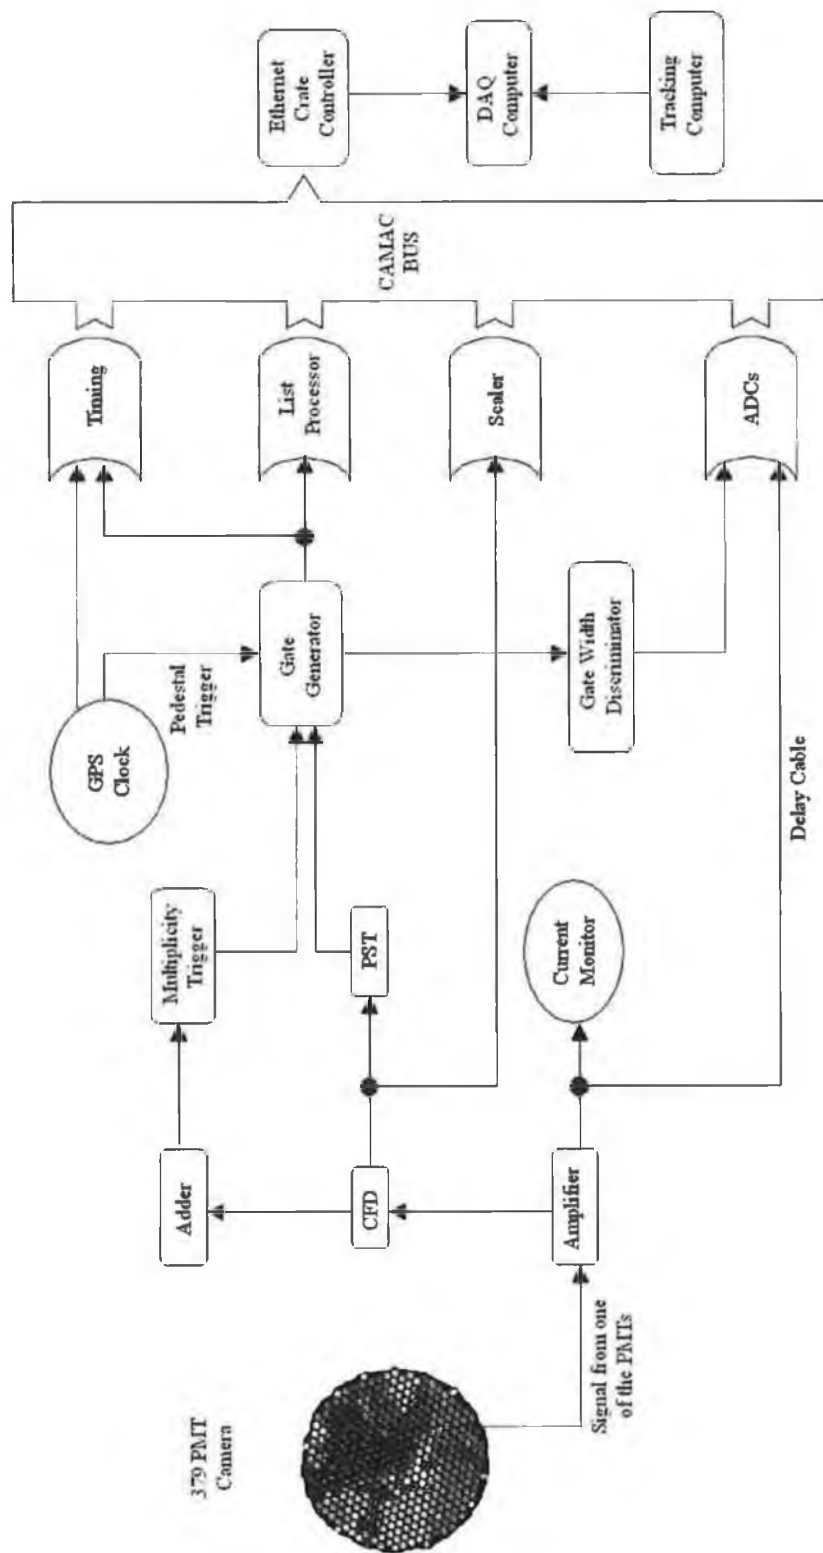 379 PMT
Camera
Signal from one
of the PMTs
Adder
CFD
Amplifier
Multiplicity
Trigger
PST
Current
Monitor
GPS
Clock
Pedestal
Trigger
Gate
Generator
Gate Width
Discriminator
Delay Cable
Timing
List
Processor
Scaler
ADCs
CAMAC
BUS
Ethernet
Crate
Controller
DAQ
Computer
Tracking
Computer